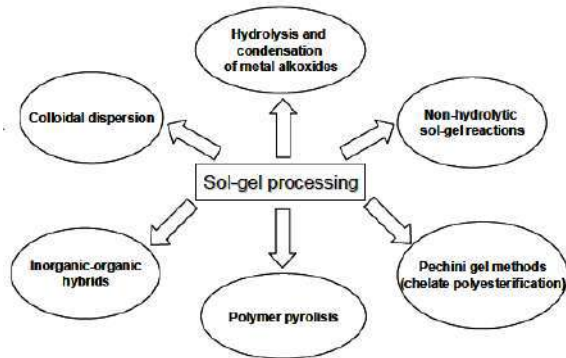 Hydrolysis and
condensation
of metal alkoxides
Colloidal dispersion
Non-hydrolytic
sol-gel reactions
Sol-gel processing
Inorganic-organic
hybrids
Pechini gel methods
(chelate polyesterification)
Polymer pyrolisis